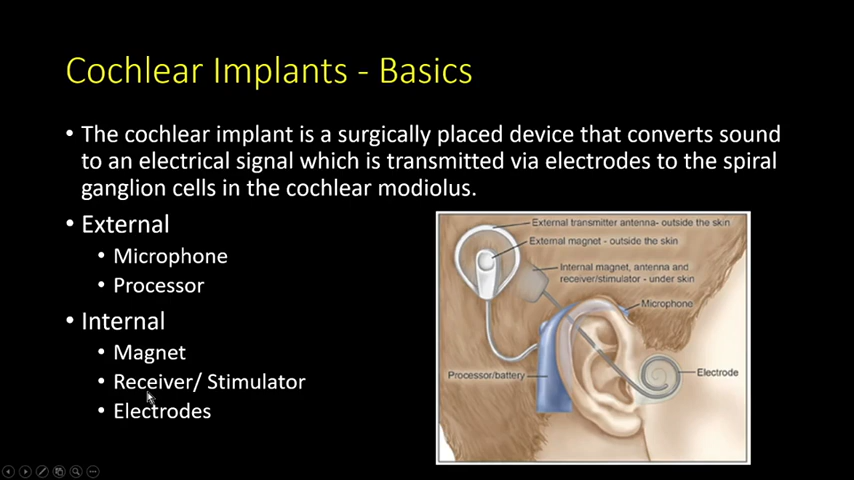 Cochlear Implants - Basics
• The cochlear implant is a surgically placed device that converts sound
to an electrical signal which is transmitted via electrodes to the spiral
ganglion cells in the cochlear modiolus.
• External
• Microphone
• Processor
• Internal
• Magnet
• Receiver/ Stimulator
• Electrodes
External transmitter antenna- outside the skin
External magnet - outside the skin
Internal magnet, antenna and
receiver/stimulator - under skin
Microphone
Processor/battery
Electrode